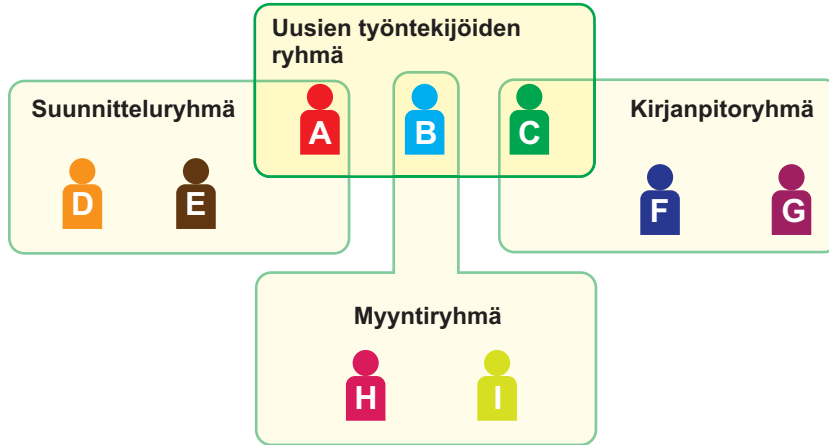 Uusien työntekijöiden
ryhmä
Suunnitteluryhmä
Kirjanpitoryhmä
A
B
C
D
E
F
G
Myyntiryhmä
H
I